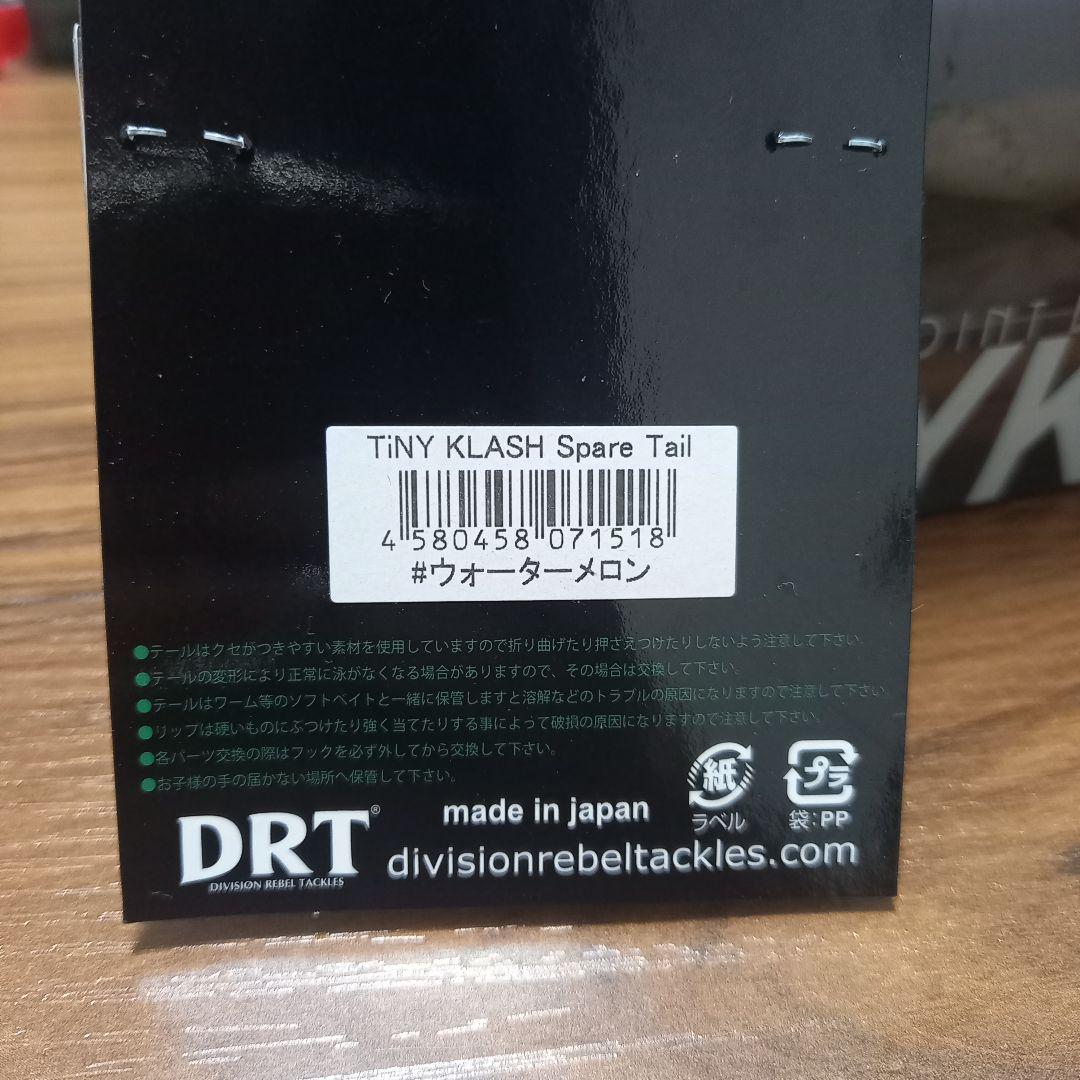 TiNY KLASH Spare Tail
4 580458 071518
#ウォーターメロン
●テールはクセがつきやすい素材を使用していますので折り曲げたり押さえつけたりしないよう注意して下さい。
●テールの変形により正常に泳がなくなる場合がありますので、その場合は交換して下さい。
●テールはワーム等のソフトベイトと一緒に保管しますと溶解などのトラブルの原因になりますので注意して下さい。
●リップは硬いものにぶつけたり強く当てたりする事によって破損の原因になりますので注意して下さい。
●各パーツ交換の際はフックを必ず外してから交換して下さい。
●お子様の手の届かない場所へ保管して下さい。
DRT®
DIVISION REBEL TACKLES
made in japan
divisionrebeltackles.com
紙
ラベル
プラ
袋:PP